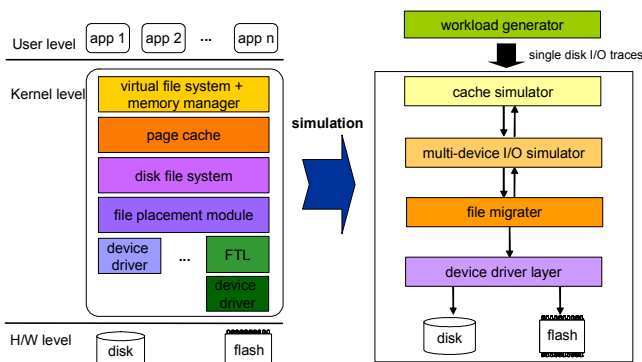 User level
app 1
app 2
...
app n
Kernel level
virtual file system +
memory manager
page cache
disk file system
file placement module
device
driver
...
FTL
device
driver
H/W level
disk
flash
simulation
workload generator
single disk I/O traces
cache simulator
multi-device I/O simulator
file migrater
device driver layer
disk
flash